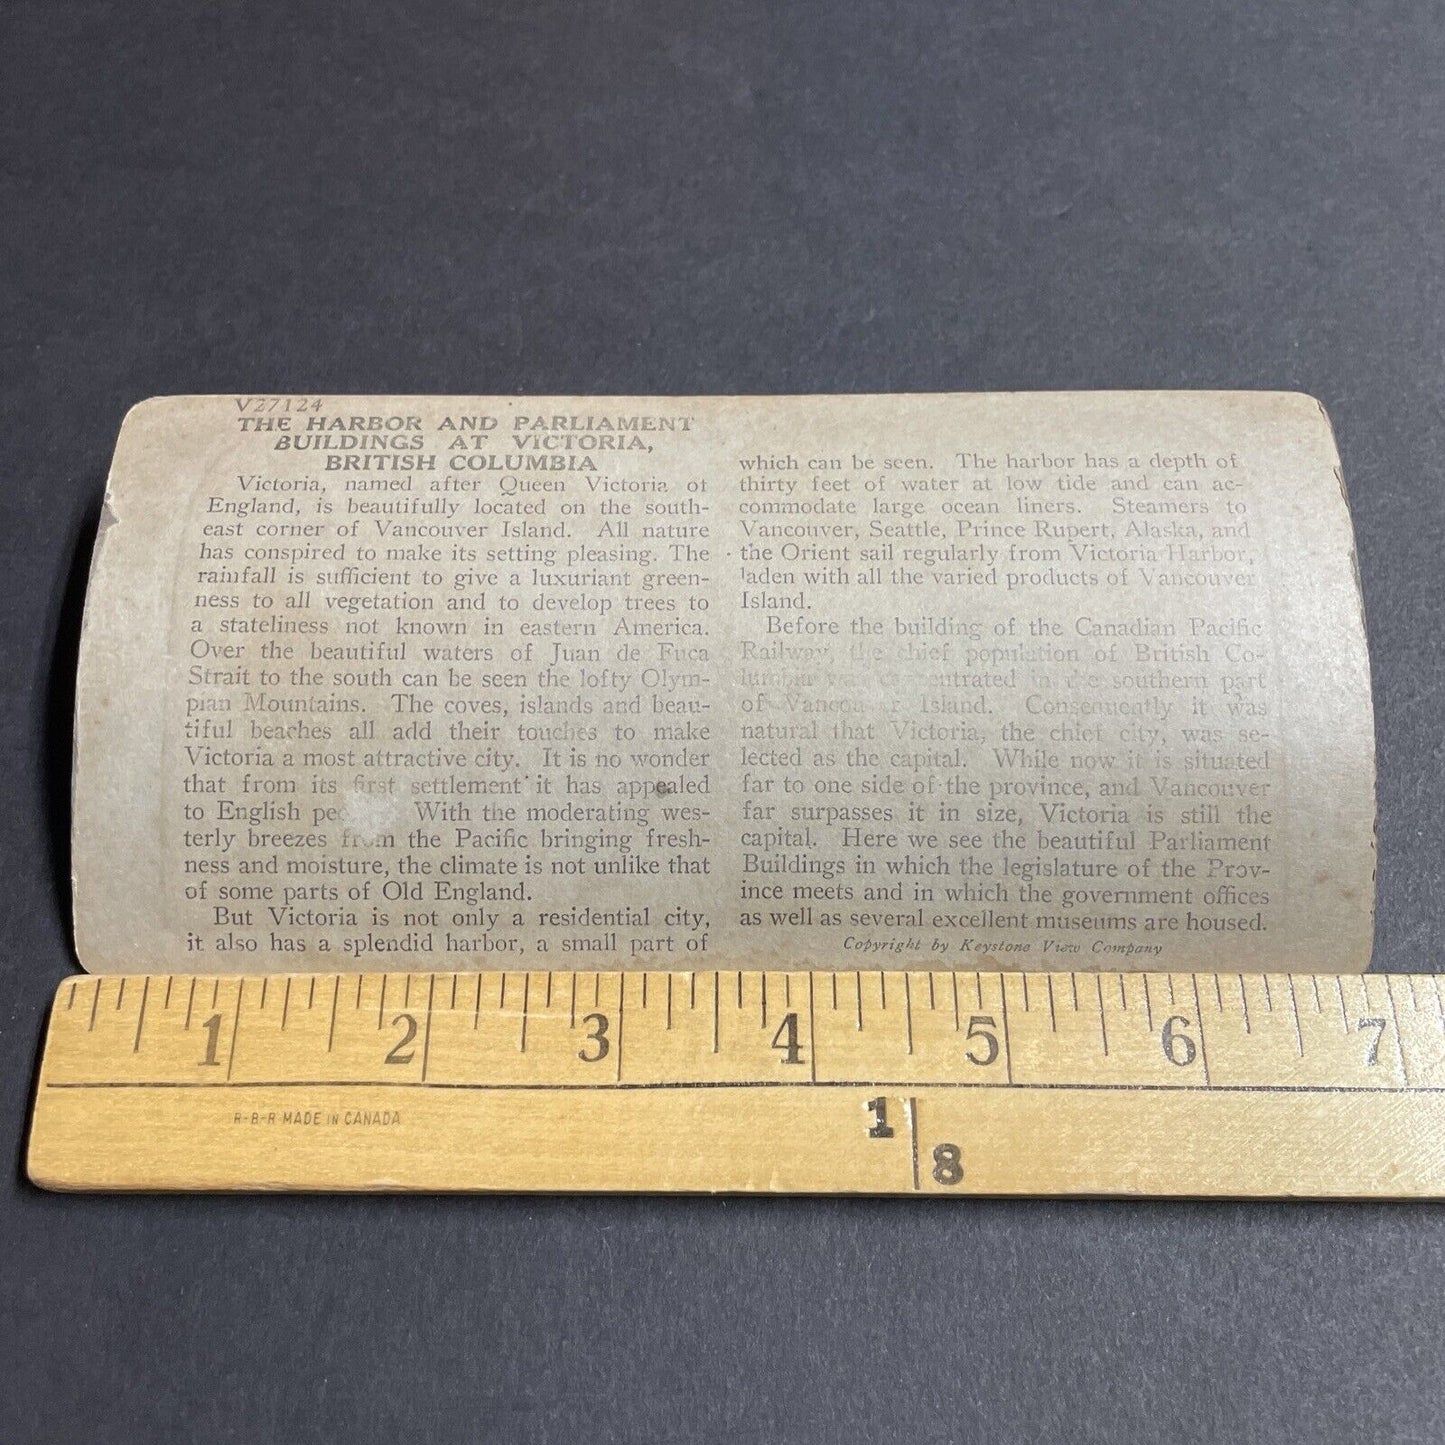 V27124
THE HARBOR AND PARLIAMENT
BUILDINGS AT VICTORIA,
BRITISH COLUMBIA
Victoria, named after Queen Victoria of
England, is beautifully located on the south-
east corner of Vancouver Island. All nature
has conspired to make its setting pleasing. The
rainfall is sufficient to give a luxuriant green-
ness to all vegetation and to develop trees to
a stateliness not known in eastern America.
Over the beautiful waters of Juan de Fuca
Strait to the south can be seen the lofty Olym-
pian Mountains. The coves, islands and beau-
tiful beaches all add their touches to make
Victoria a most attractive city. It is no wonder
that from its first settlement it has appealed
to English With the moderating wes-
terly breezes from the Pacific bringing fresh-
ness and moisture, the climate is not unlike that
of some parts of Old England.
But Victoria is not only a residential city,
it also has a splendid harbor, a small part of
which can be seen. The harbor has a depth of
thirty feet of water at low tide and can ac-
commodate large ocean liners. Steamers to
Vancouver, Seattle, Prince Rupert, Alaska, and
the Orient sail regularly from Victoria Harbor,
laden with all the varied products of Vancouver
Island.
Before the building of the Canadian Pacific
Railway, the chief population of British Co-
lumbia was in the southern part
of Vancouver Island. Consequently it was
natural that Victoria, the chief city, was se-
lected as the capital. While now it is situated
far to one side of the province, and Vancouver
far surpasses it in size, Victoria is still the
capital. Here we see the beautiful Parliament
Buildings in which the legislature of the Prov-
ince meets and in which the government offices
as well as several excellent museums are housed.
Copyright by Keystone View Company
1 2 3 4 5 6 7
R-B-R MADE IN CANADA
1
8